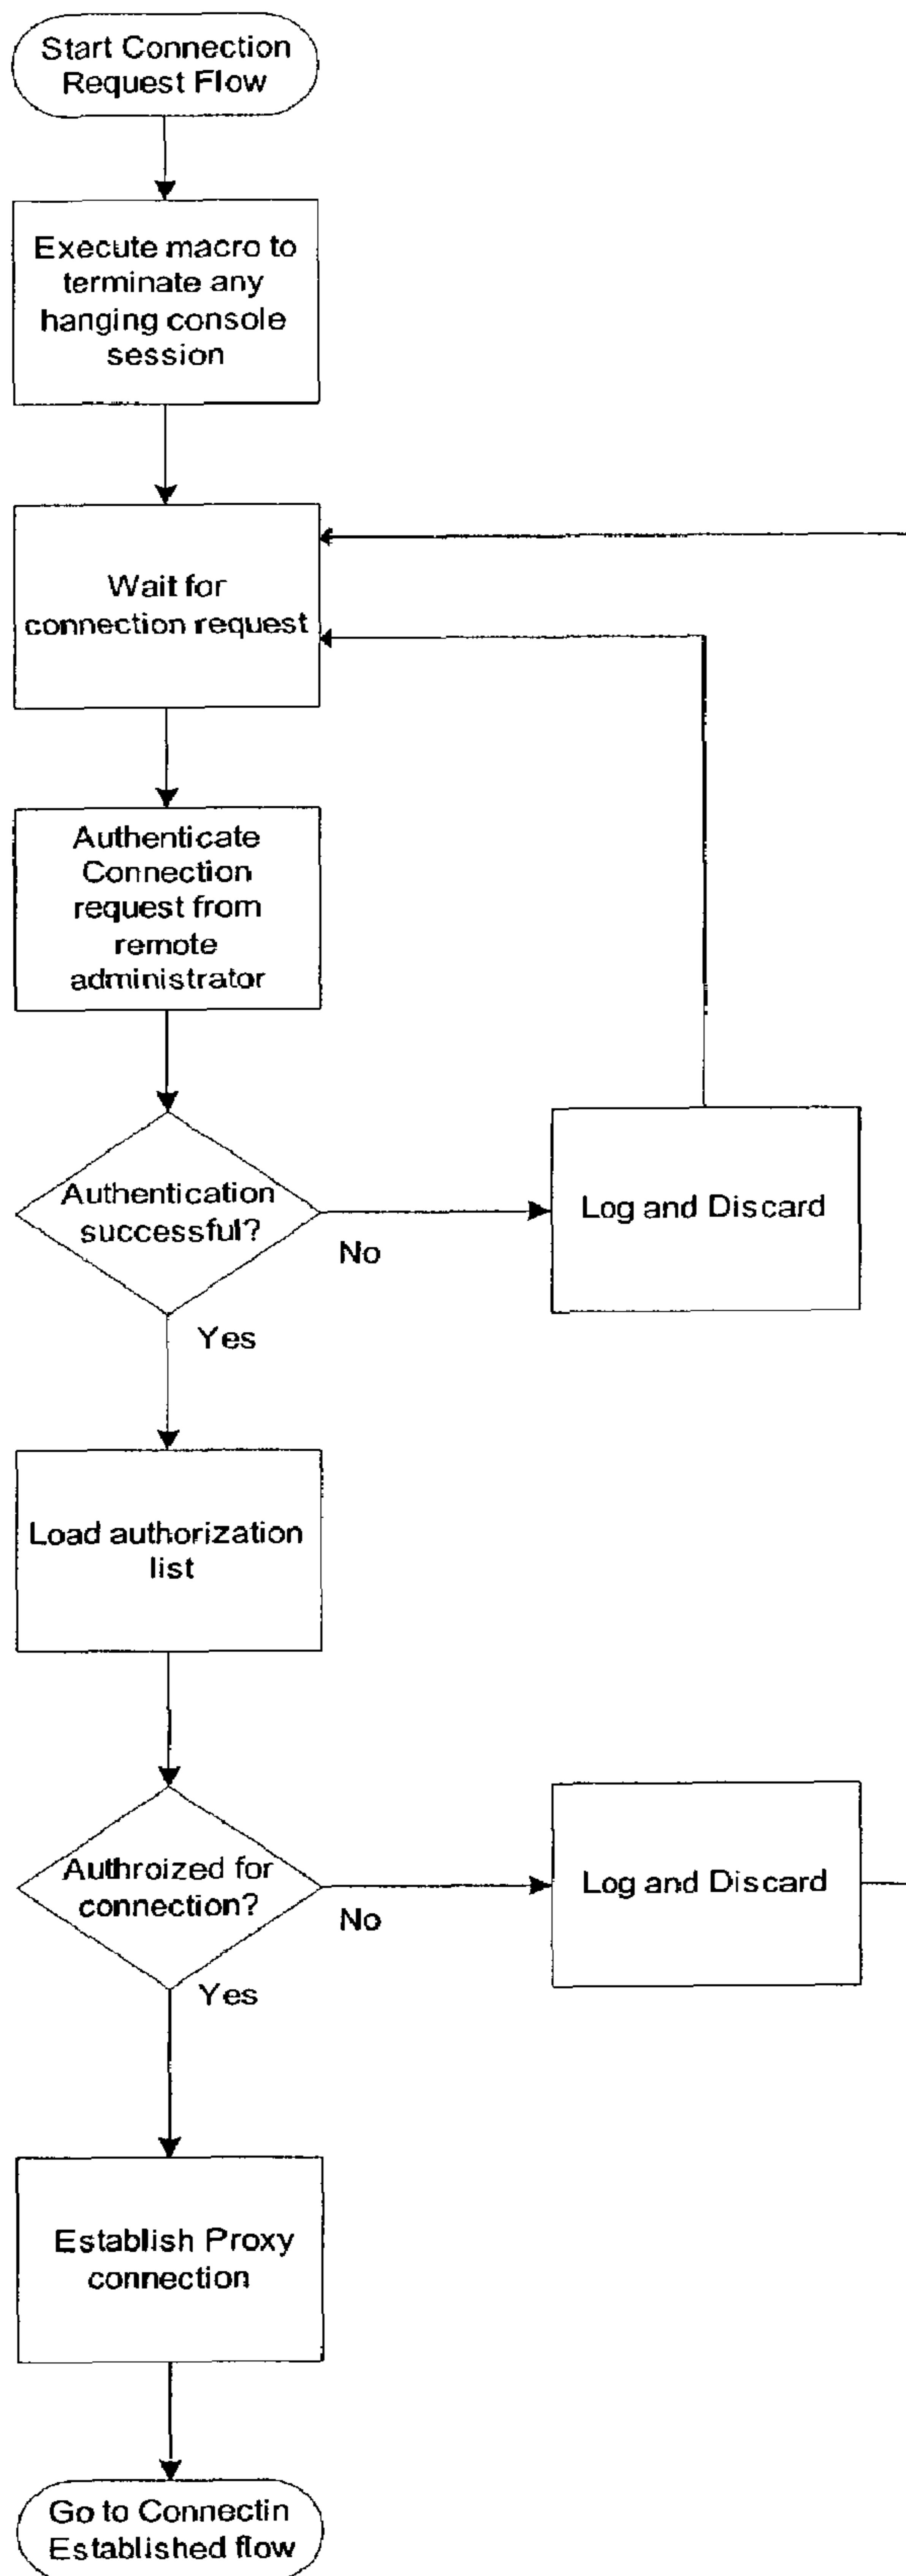 Start Connection
Request Flow
Execute macro to
terminate any
hanging console
session
Wait for
connection request
Authenticate
Connection
request from
remote
administrator
Authentication
successful?
No
Log and Discard
Yes
Load authorization
list
Authroized for
connection?
No
Log and Discard
Yes
Establish Proxy
connection
Go to Connectin
Established flow